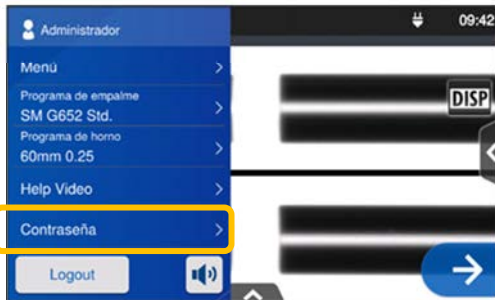 Administrador
09:42
Menú
Programa de empalme
SM G652 Std.
DISP
Programa de horno
60mm 0.25
Help Video
Contraseña
Logout